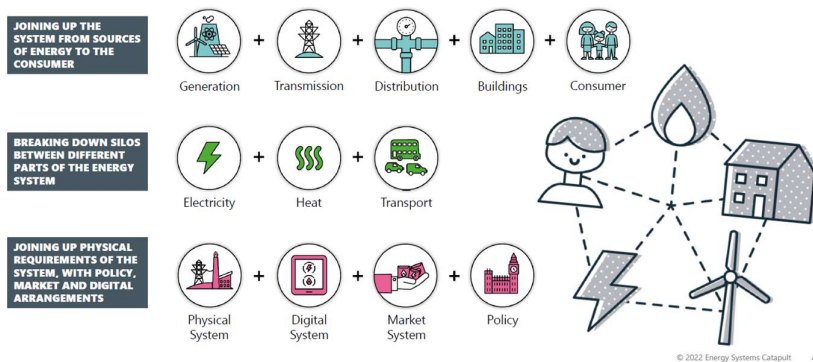 JOINING UP THE
SYSTEM FROM SOURCES
OF ENERGY TO THE
CONSUMER
+ + + +
Generation Transmission Distribution Buildings Consumer
BREAKING DOWN SILOS
BETWEEN DIFFERENT
PARTS OF THE ENERGY
SYSTEM
+ +
Electricity Heat Transport
JOINING UP PHYSICAL
REQUIREMENTS OF THE
SYSTEM, WITH POLICY,
MARKET AND DIGITAL
ARRANGEMENTS
+ + +
Physical Digital Market Policy
System System System
© 2022 Energy Systems Catapult